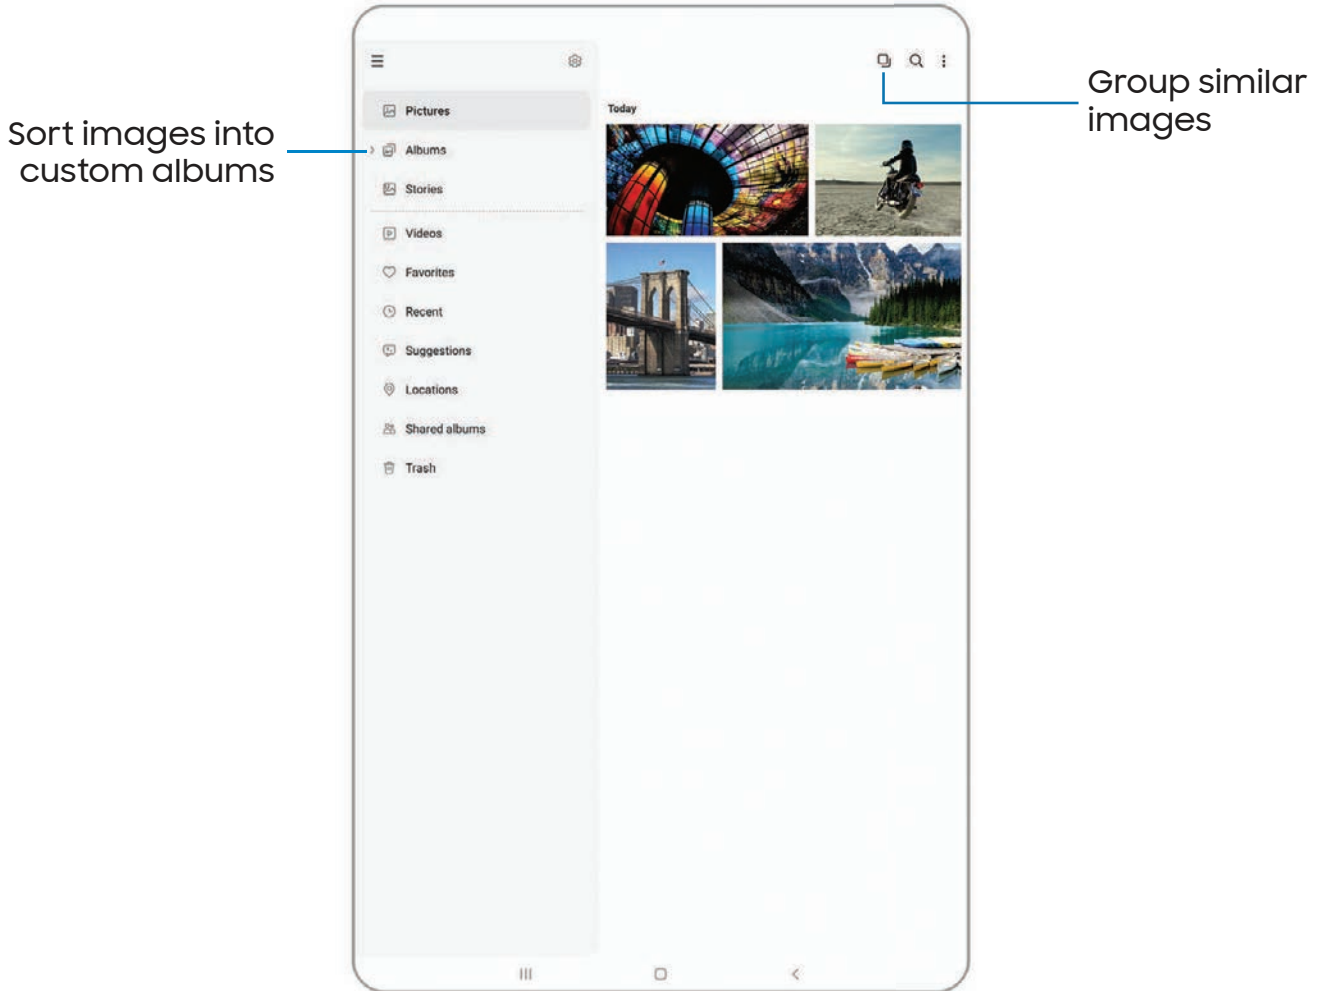 Sort images into
custom albums
Pictures
Albums
Stories
Videos
Favorites
Recent
Suggestions
Locations
Shared albums
Trash
Today
Group similar
images